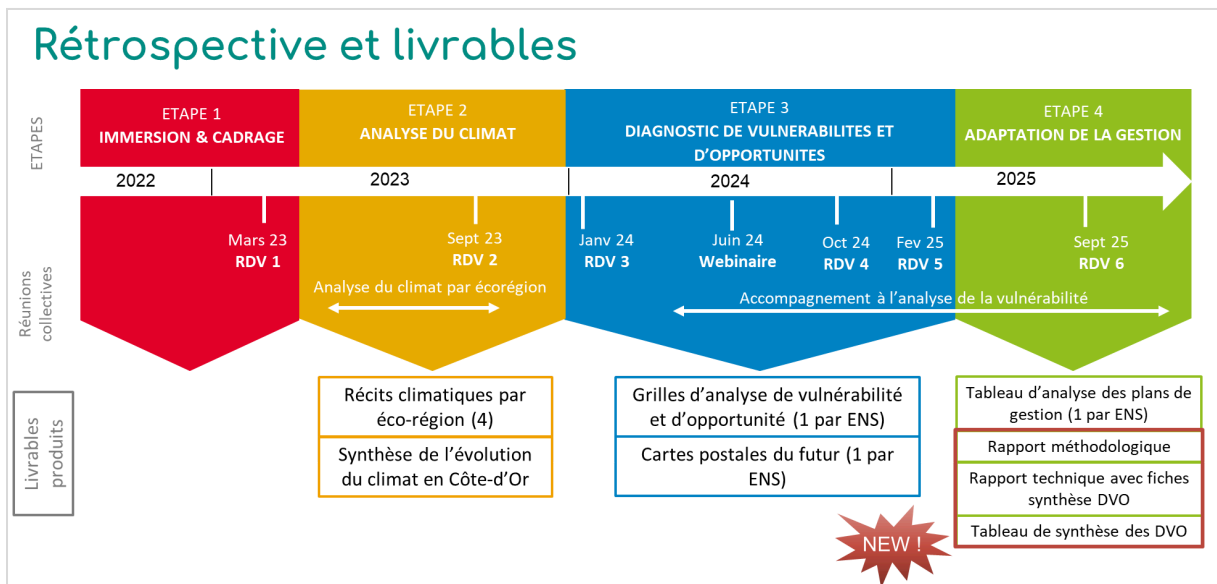 Rétrospective et livrables
ETAPES
ETAPE 1
IMMERSION & CADRAGE
ETAPE 2
ANALYSE DU CLIMAT
ETAPE 3
DIAGNOSTIC DE VULNERABILITES ET
D'OPPORTUNITES
ETAPE 4
ADAPTATION DE LA GESTION
2022
2023
2024
2025
Réunions
collectives
Mars 23
RDV 1
Sept 23
RDV 2
Janv 24
RDV 3
Juin 24
Webinaire
Oct 24
RDV 4
Fev 25
RDV 5
Sept 25
RDV 6
Analyse du climat par écorégion
Accompagnement à l'analyse de la vulnérabilité
Livrables
produits
Récits climatiques par
éco-région (4)
Synthèse de l'évolution
du climat en Côte-d'Or
Grilles d'analyse de vulnérabilité
et d'opportunité (1 par ENS)
Cartes postales du futur (1 par
ENS)
Tableau d'analyse des plans de
gestion (1 par ENS)
Rapport méthodologique
Rapport technique avec fiches
synthèse DVO
Tableau de synthèse des DVO
NEW !